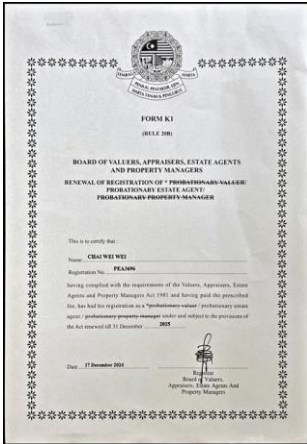 FORM K1
(RULE 20B)
BOARD OF VALUERS, APPRAISERS, ESTATE AGENTS
AND PROPERTY MANAGERS
RENEWAL OF REGISTRATION OF * PROBATIONARY VALUER/
PROBATIONARY ESTATE AGENT/
PROBATIONARY PROPERTY MANAGER
This is to certify that :
Name CHAI WEI WEI
Registration No. PEA3696
having complied with the requirements of the Valuers, Appraisers, Estate
Agents and Property Managers Act 1981 and having paid the prescribed
fee, has had his registration as a *probationary valuer / probationary estate
agent / probationary property manager under and subject to the provisions of
the Act renewed till 31 December 2025
Date 17 December 2024
Registrar
Board of Valuers,
Appraisers, Estate Agents And
Property Managers